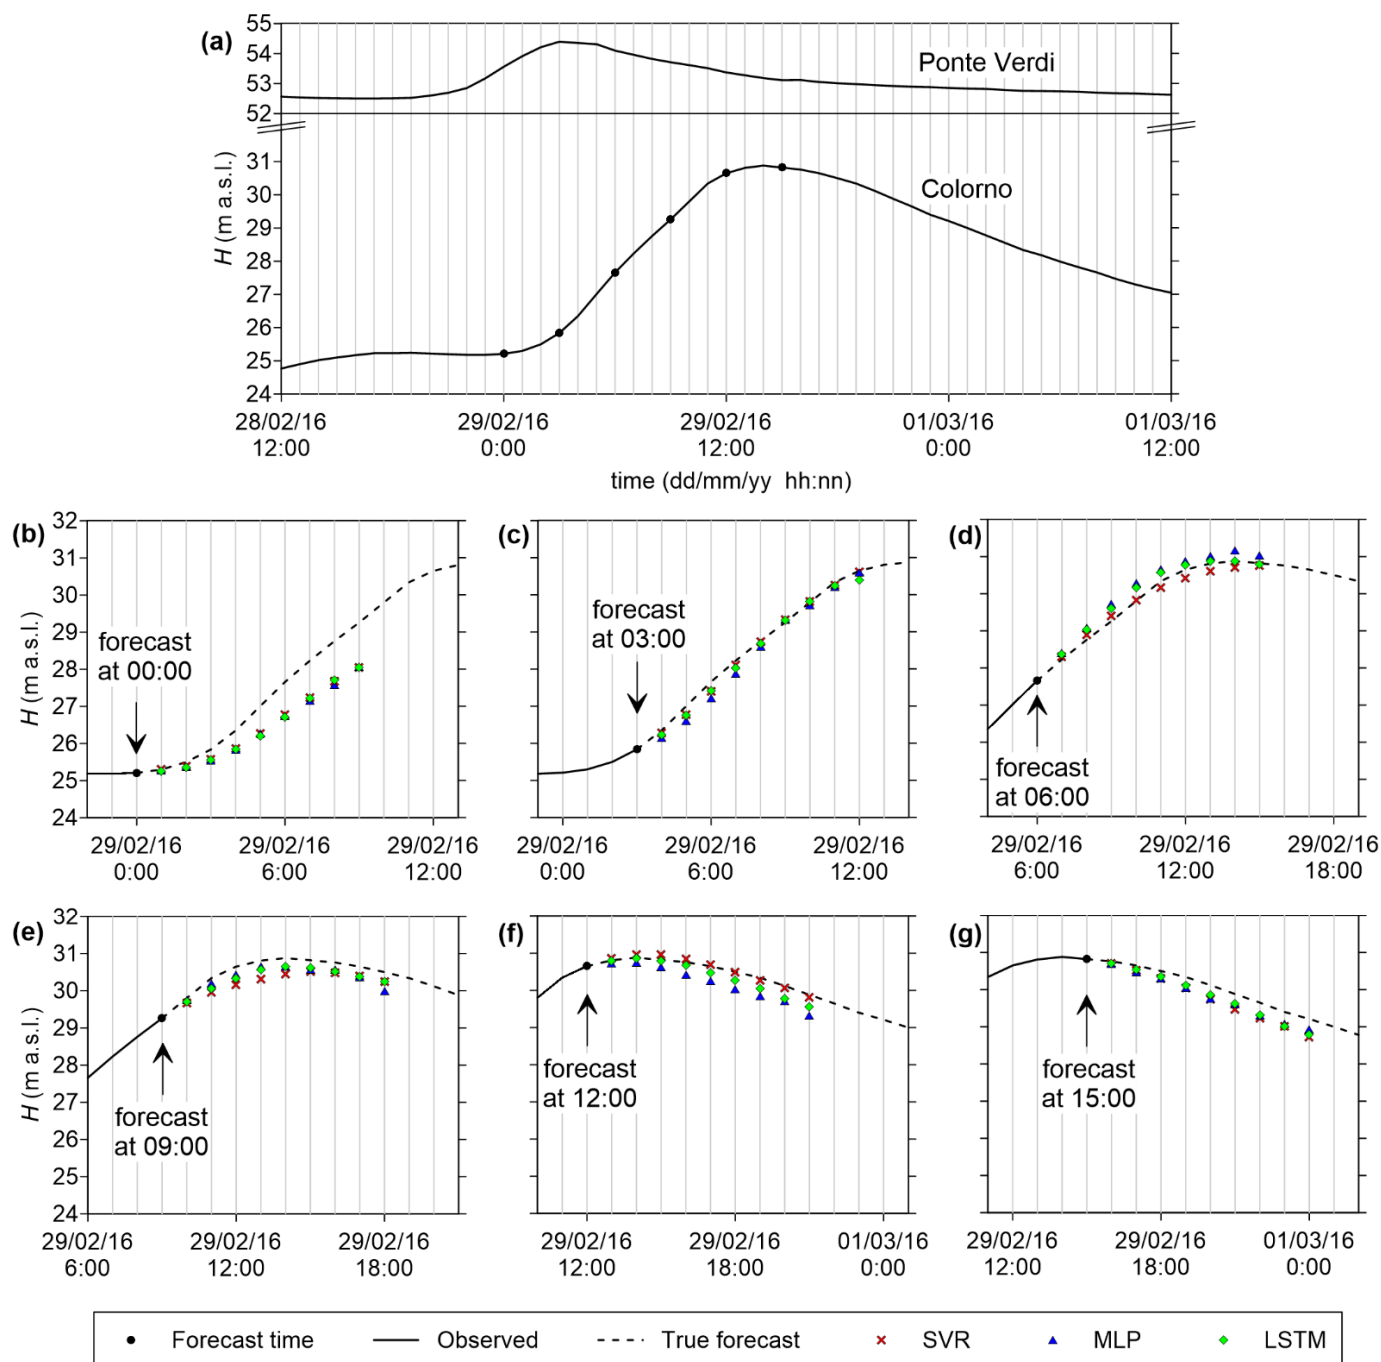 (a)
55
54
53
52
Ponte Verdi
31
30
29
28
27
26
25
24
H (m a.s.l.)
Colorno
28/02/16 29/02/16 29/02/16 01/03/16 01/03/16
12:00 0:00 12:00 0:00 12:00
time (dd/mm/yy hh:nn)
(b)
32
31
30
29
28
27
26
25
24
H (m a.s.l.)
forecast
at 00:00
29/02/16 29/02/16 29/02/16
0:00 6:00 12:00
(c)
forecast
at 03:00
29/02/16 29/02/16 29/02/16
0:00 6:00 12:00
(d)
forecast
at 06:00
29/02/16 29/02/16 29/02/16
6:00 12:00 18:00
(e)
32
31
30
29
28
27
26
25
24
H (m a.s.l.)
forecast
at 09:00
29/02/16 29/02/16 29/02/16
6:00 12:00 18:00
(f)
forecast
at 12:00
29/02/16 29/02/16 01/03/16
12:00 18:00 0:00
(g)
forecast
at 15:00
29/02/16 29/02/16 01/03/16
12:00 18:00 0:00
Forecast time Observed True forecast SVR MLP LSTM